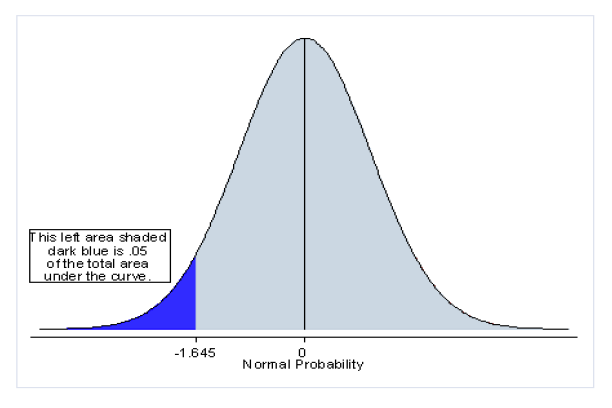 This left area shaded
dark blue is .05
of the total area
under the curve.
-1.645
0
Normal Probability